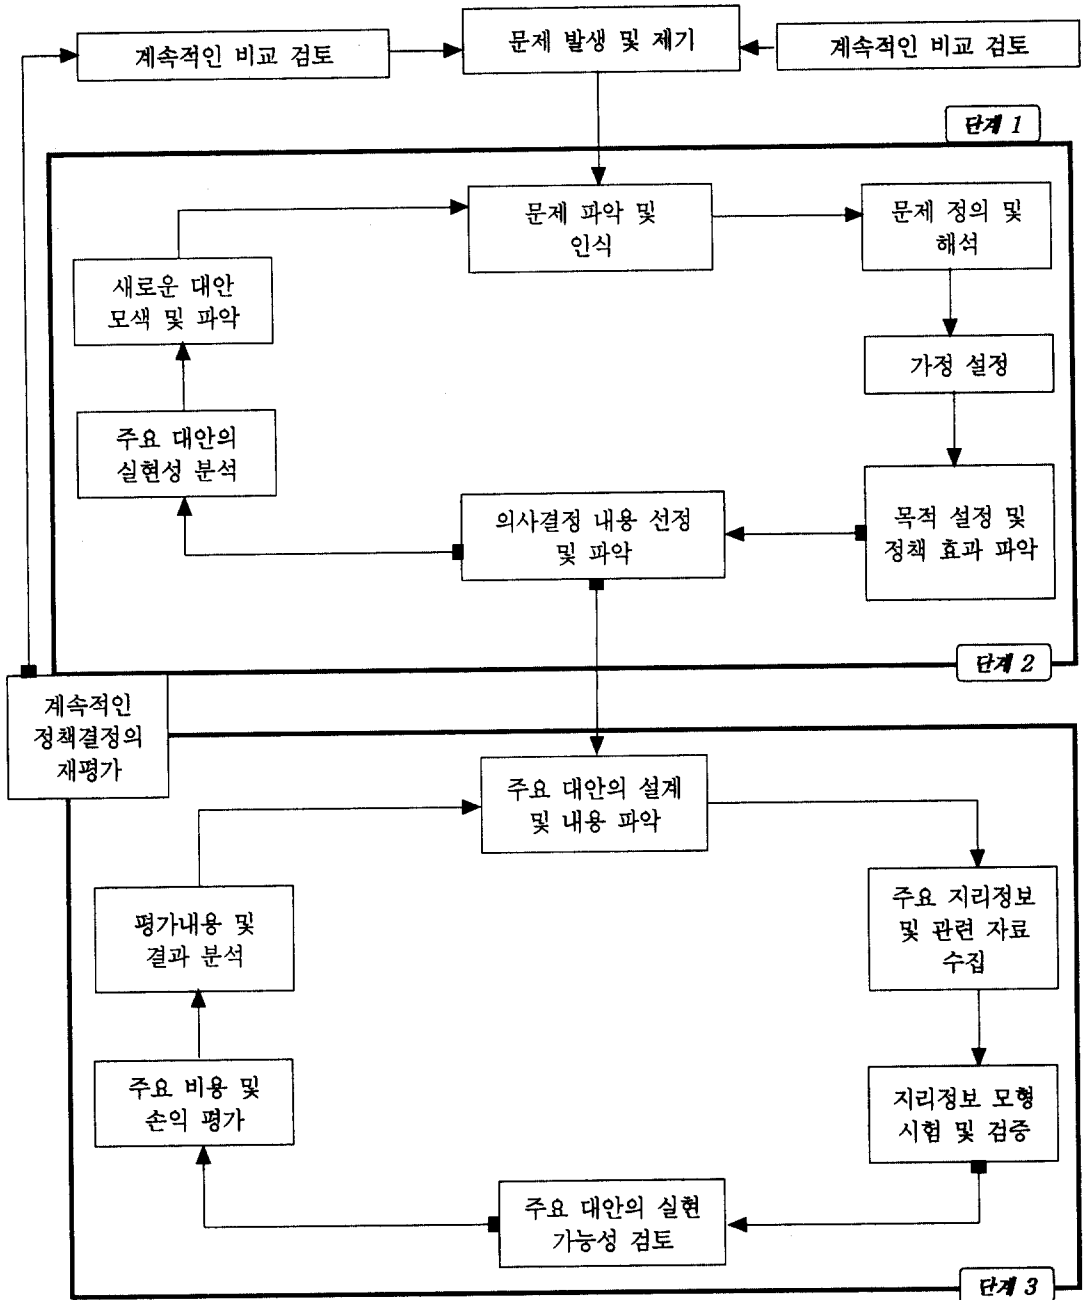 계속적인 비교 검토
문제 발생 및 제기
계속적인 비교 검토
단계 1
문제 파악 및
인식
문제 정의 및
해석
새로운 대안
모색 및 파악
가정 설정
주요 대안의
실현성 분석
의사결정 내용 선정
및 파악
목적 설정 및
정책 효과 파악
단계 2
계속적인
정책결정의
재평가
주요 대안의 설계
및 내용 파악
평가내용 및
결과 분석
주요 지리정보
및 관련 자료
수집
주요 비용 및
손익 평가
지리정보 모형
시험 및 검증
주요 대안의 실현
가능성 검토
단계 3